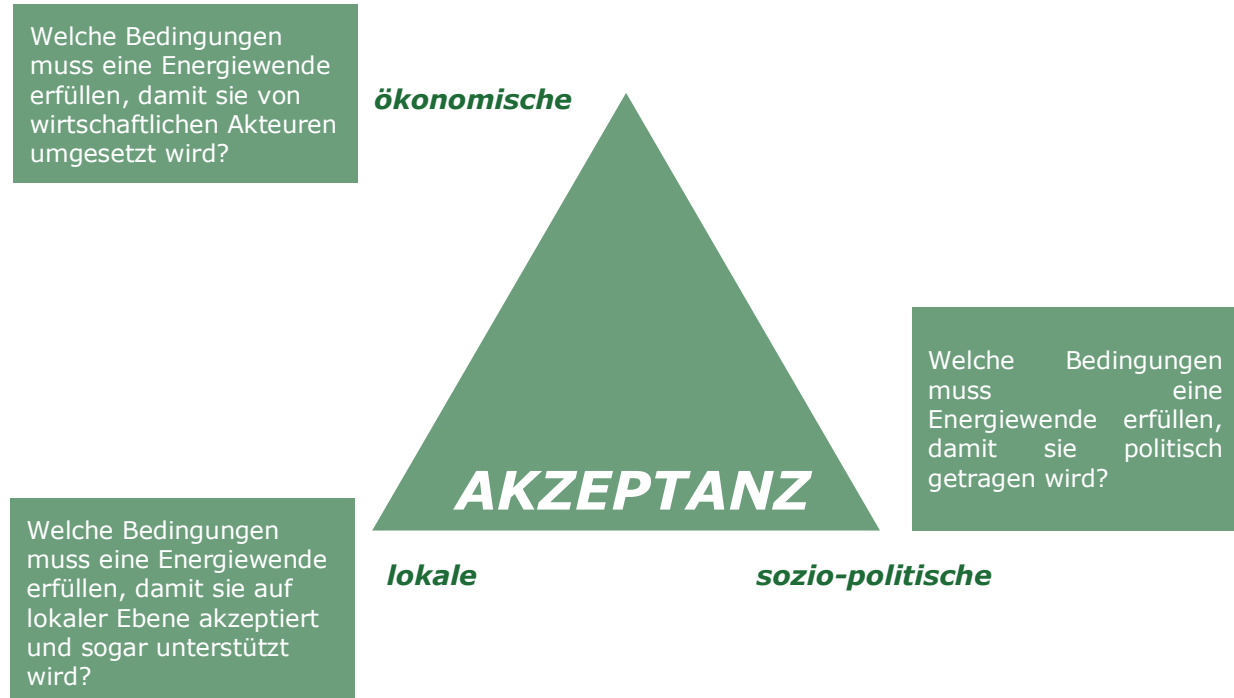 Welche Bedingungen
muss eine Energiewende
erfüllen, damit sie von
wirtschaftlichen Akteuren
umgesetzt wird?
ökonomische
Welche Bedingungen
muss eine
Energiewende erfüllen,
damit sie politisch
getragen wird?
AKZEPTANZ
Welche Bedingungen
muss eine Energiewende
erfüllen, damit sie auf
lokaler Ebene akzeptiert
und sogar unterstützt
wird?
lokale
sozio-politische